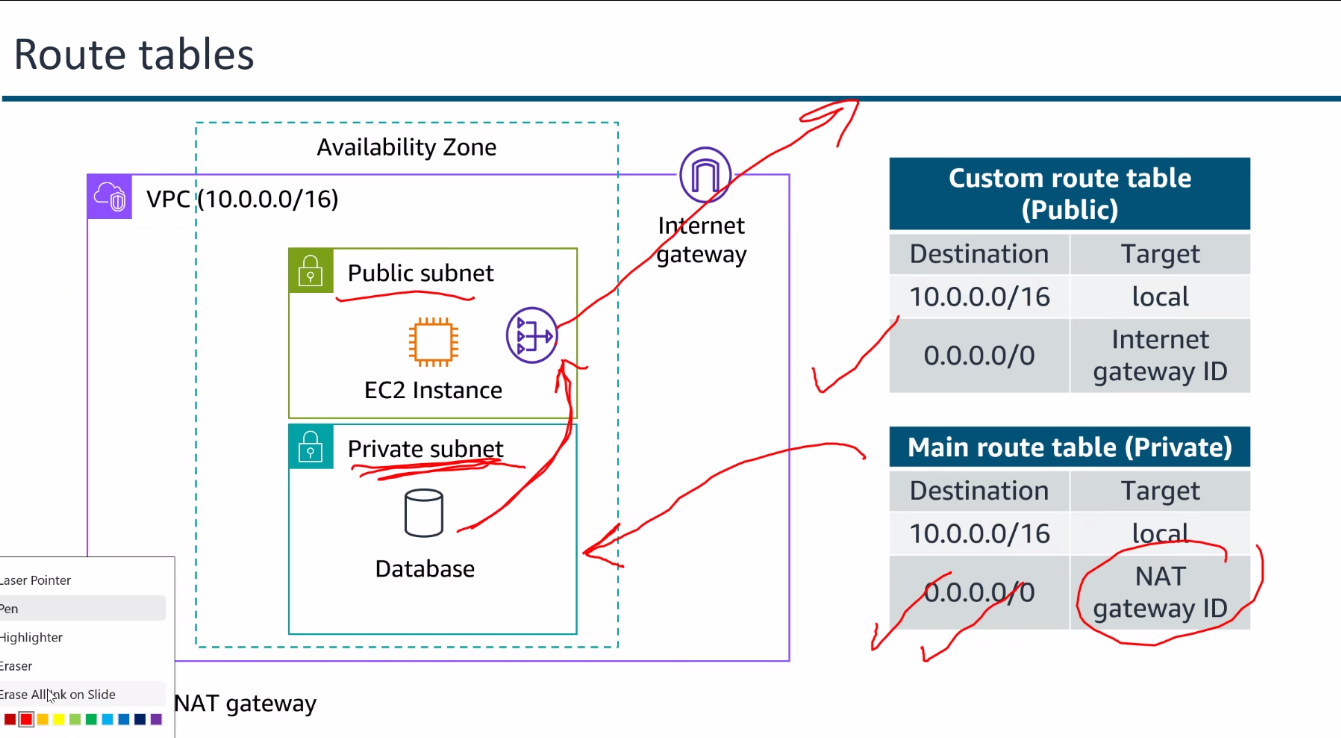 Route tables
Availability Zone
VPC (10.0.0.0/16)
Internet
gateway
Public subnet
EC2 Instance
Private subnet
Database
Custom route table
(Public)
Destination Target
10.0.0.0/16 local
0.0.0.0/0 Internet
gateway ID
Main route table (Private)
Destination Target
10.0.0.0/16 local
0.0.0.0/0 NAT
gateway ID
Laser Pointer
Pen
Highlighter
Eraser
Erase All Ink on Slide
NAT gateway